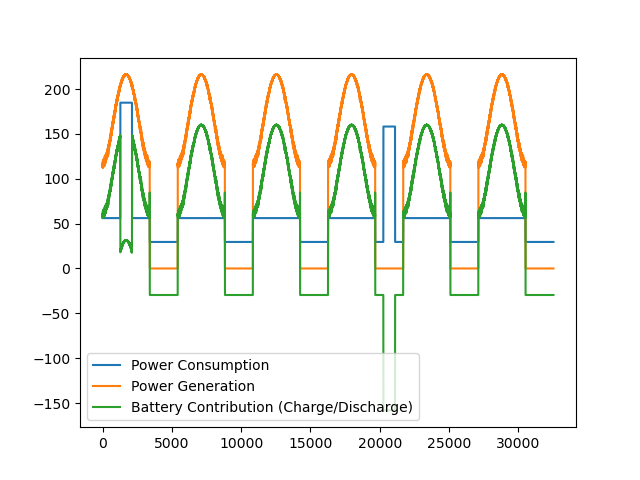 200
150
100
50
0
−50
−100
−150
Power Consumption
Power Generation
Battery Contribution (Charge/Discharge)
0 5000 10000 15000 20000 25000 30000